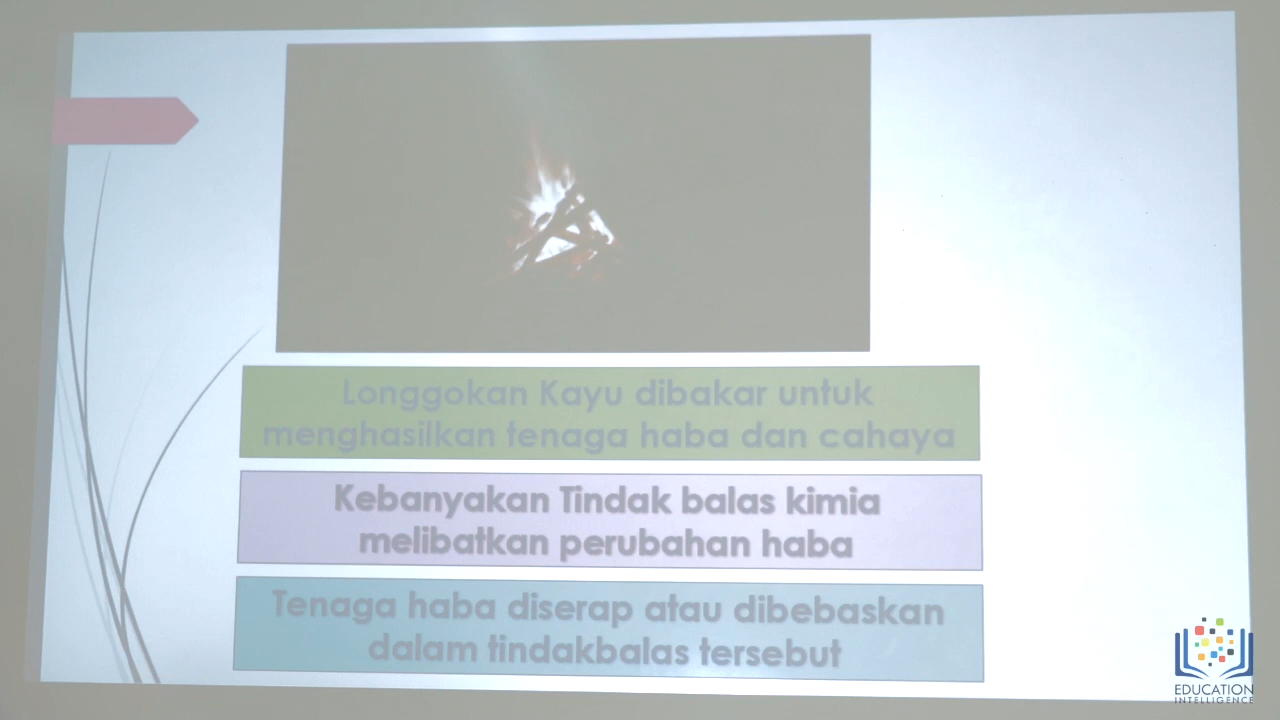 Longgokan Kayu dibakar untuk
menghasilkan tenaga haba dan cahaya
Kebanyakan Tindak balas kimia
melibatkan perubahan haba
Tenaga haba diserap atau dibebaskan
dalam tindakbalas tersebut
EDUCATION
INTELLIGENCE